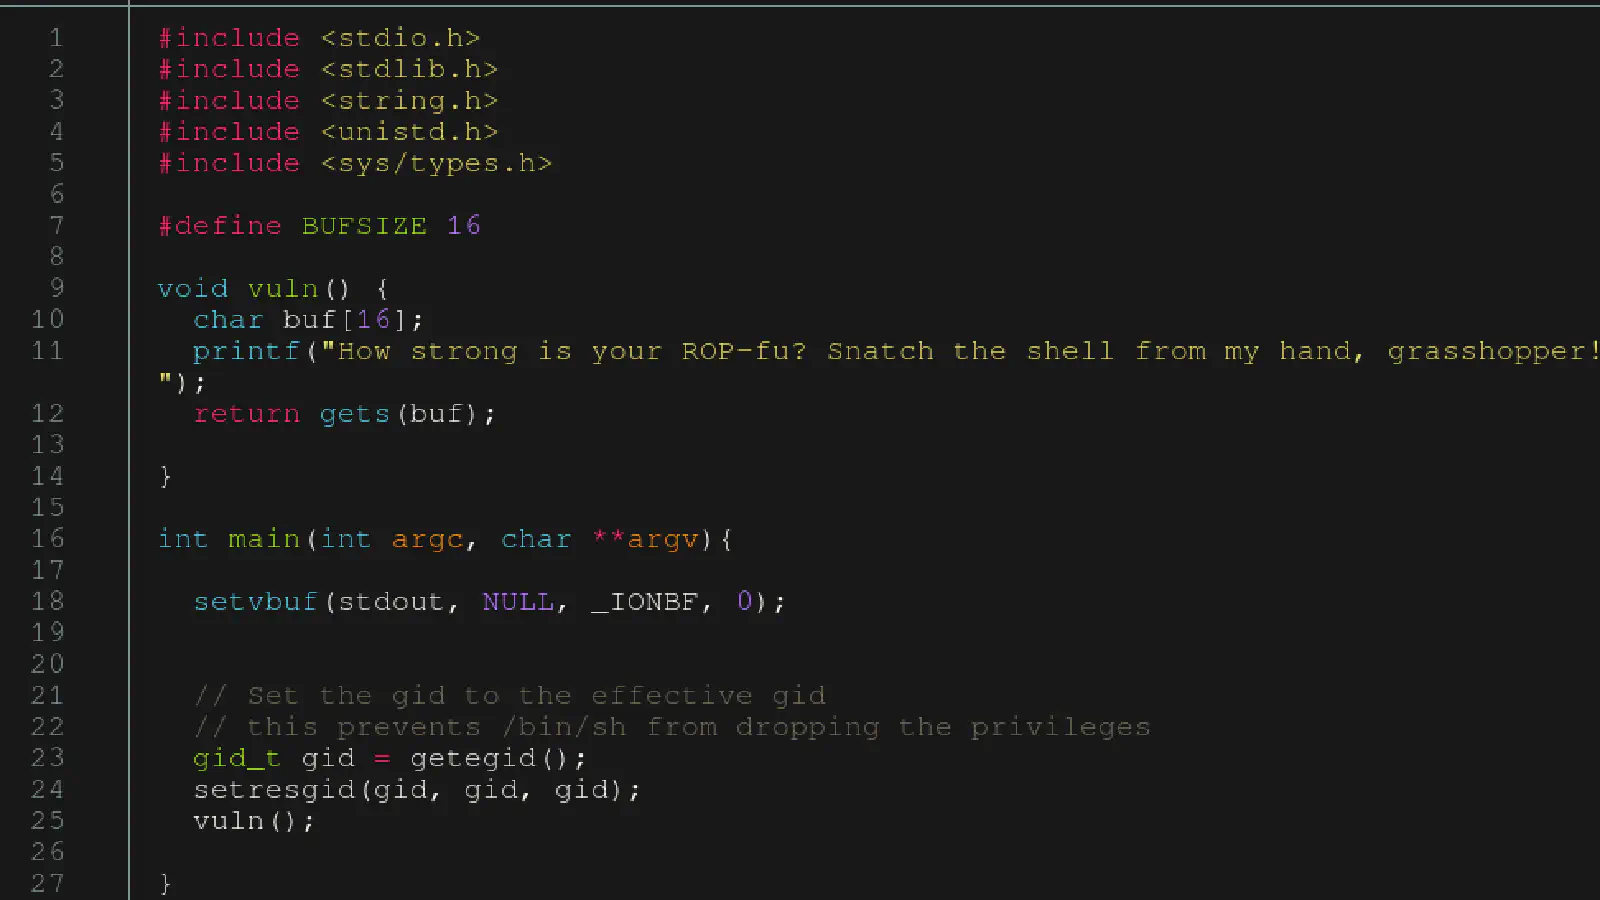 1 #include <stdio.h>
2 #include <stdlib.h>
3 #include <string.h>
4 #include <unistd.h>
5 #include <sys/types.h>
6
7 #define BUFSIZE 16
8
9 void vuln() {
10 char buf[16];
11 printf("How strong is your ROP-fu? Snatch the shell from my hand, grasshopper!
");
12 return gets(buf);
13
14 }
15
16 int main(int argc, char **argv){
17
18 setvbuf(stdout, NULL, _IONBF, 0);
19
20
21 // Set the gid to the effective gid
22 // this prevents /bin/sh from dropping the privileges
23 gid_t gid = getegid();
24 setresgid(gid, gid, gid);
25 vuln();
26
27 }